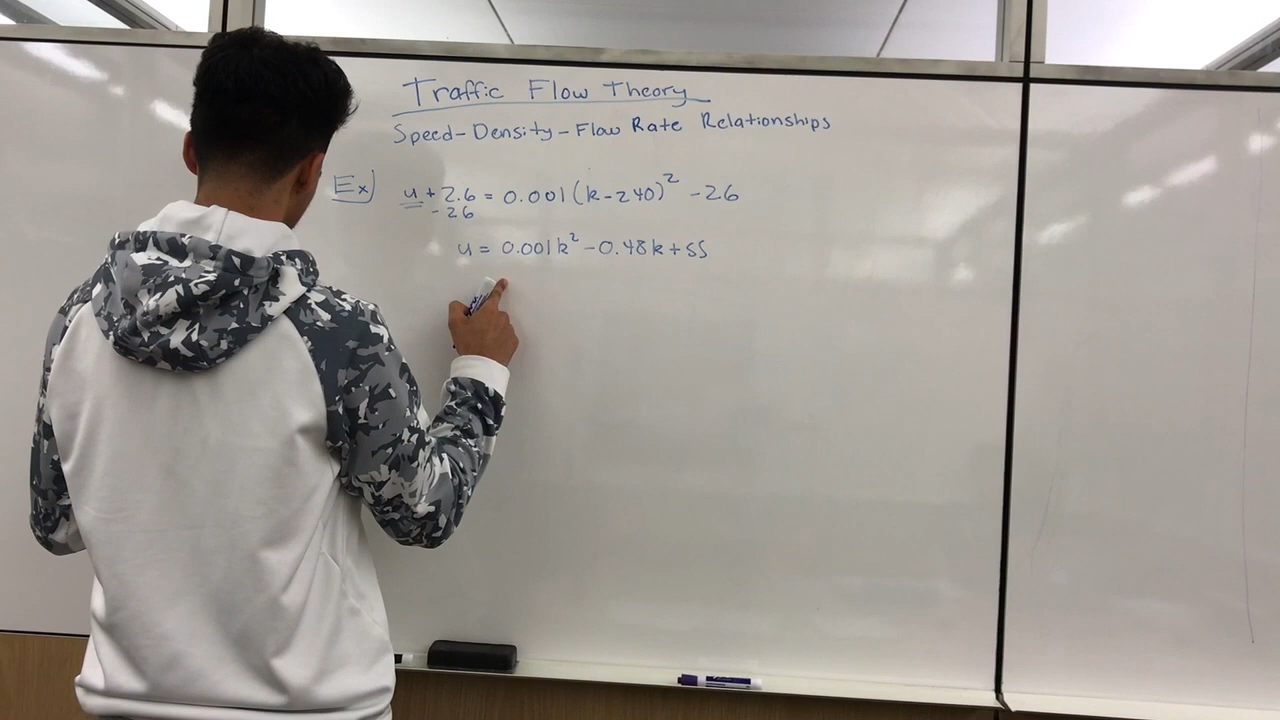 Traffic Flow Theory
Speed-Density-Flow Rate Relationships
Ex) u + 2.6 = 0.001(k-240)² - 26
-26
u = 0.001k² - 0.48k + 55